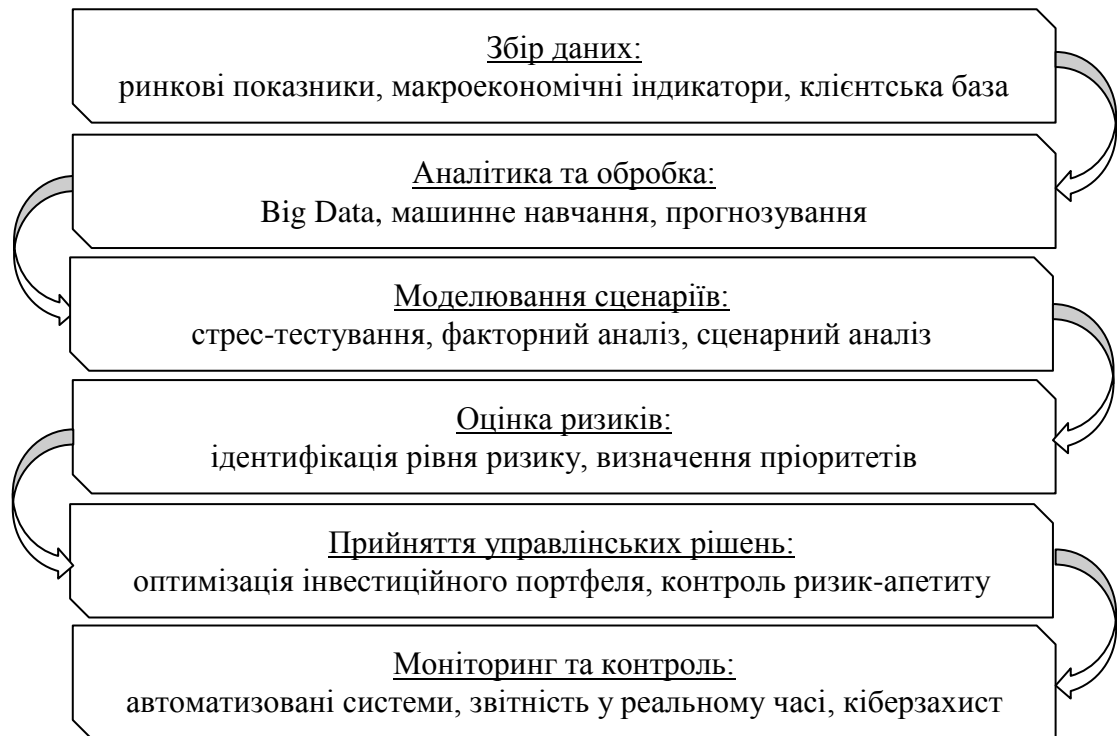 Збір даних:
ринкові показники, макроекономічні індикатори, клієнтська база
Аналітика та обробка:
Big Data, машинне навчання, прогнозування
Моделювання сценаріїв:
стрес-тестування, факторний аналіз, сценарний аналіз
Оцінка ризиків:
ідентифікація рівня ризику, визначення пріоритетів
Прийняття управлінських рішень:
оптимізація інвестиційного портфеля, контроль ризик-апетиту
Моніторинг та контроль:
автоматизовані системи, звітність у реальному часі, кіберзахист